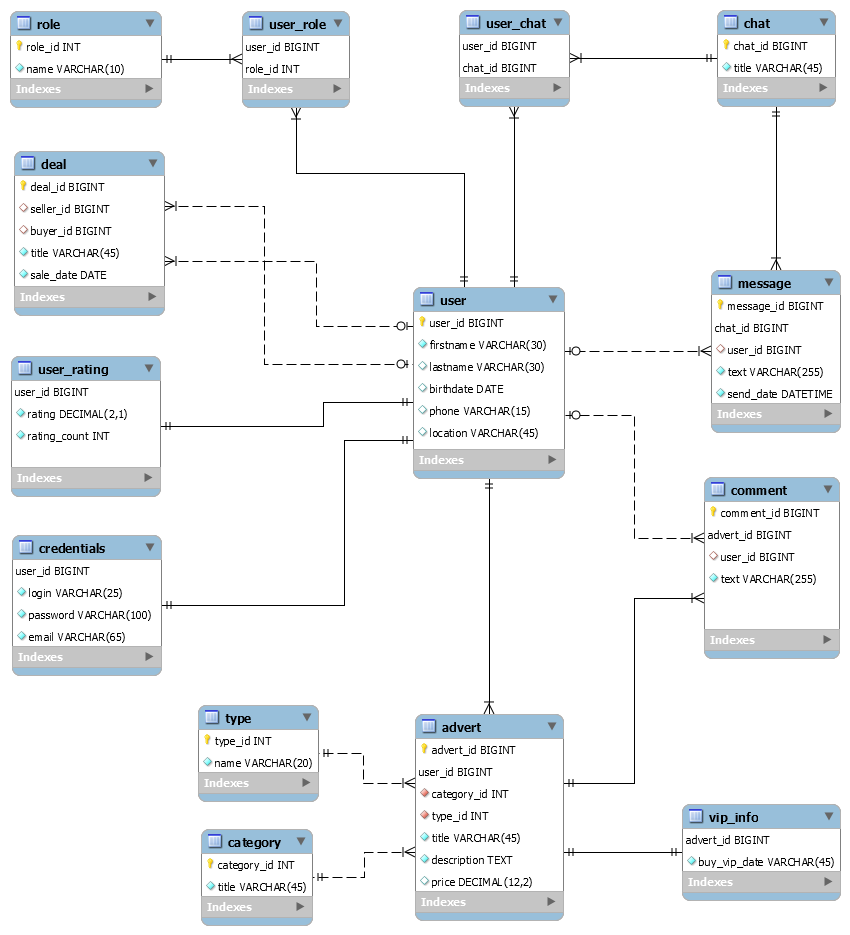 role
role_id INT
name VARCHAR(10)
Indexes
user_role
user_id BIGINT
role_id INT
Indexes
user_chat
user_id BIGINT
chat_id BIGINT
Indexes
chat
chat_id BIGINT
title VARCHAR(45)
Indexes
deal
deal_id BIGINT
seller_id BIGINT
buyer_id BIGINT
title VARCHAR(45)
sale_date DATE
Indexes
user
user_id BIGINT
firstname VARCHAR(30)
lastname VARCHAR(30)
birthdate DATE
phone VARCHAR(15)
location VARCHAR(45)
Indexes
message
message_id BIGINT
chat_id BIGINT
user_id BIGINT
text VARCHAR(255)
send_date DATETIME
Indexes
user_rating
user_id BIGINT
rating DECIMAL(2,1)
rating_count INT
Indexes
comment
comment_id BIGINT
advert_id BIGINT
user_id BIGINT
text VARCHAR(255)
Indexes
credentials
user_id BIGINT
login VARCHAR(25)
password VARCHAR(100)
email VARCHAR(65)
Indexes
type
type_id INT
name VARCHAR(20)
Indexes
advert
advert_id BIGINT
user_id BIGINT
category_id INT
type_id INT
title VARCHAR(45)
description TEXT
price DECIMAL(12,2)
Indexes
category
category_id INT
title VARCHAR(45)
Indexes
vip_info
advert_id BIGINT
buy_vip_date VARCHAR(45)
Indexes